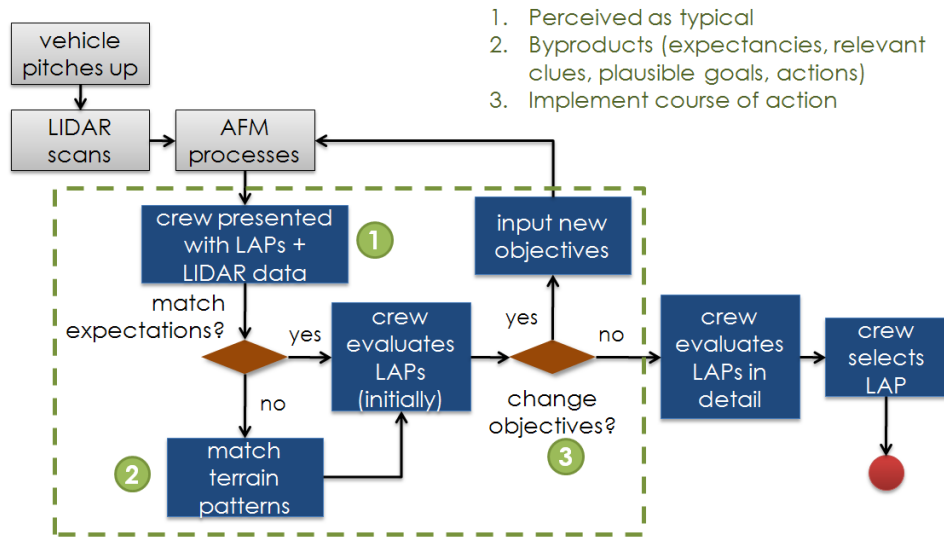 1. Perceived as typical
2. Byproducts (expectancies, relevant
clues, plausible goals, actions)
3. Implement course of action
vehicle
pitches up
LIDAR
scans
AFM
processes
crew presented
with LAPs +
LIDAR data
1
input new
objectives
match
expectations?
yes
no
crew
evaluates
LAPs
(initially)
yes
no
change
objectives?
3
match
terrain
patterns
2
crew
evaluates
LAPs in
detail
crew
selects
LAP